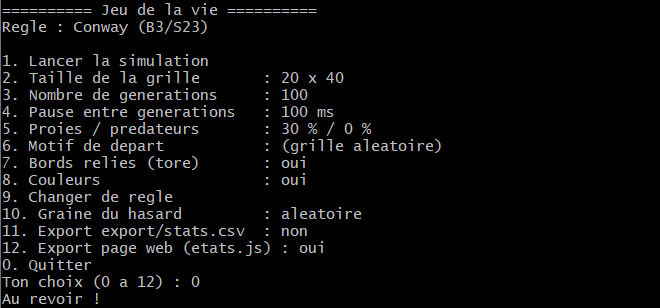 ========== Jeu de la vie ==========
Regle : Conway (B3/S23)

1. Lancer la simulation
2. Taille de la grille       : 20 x 40
3. Nombre de generations     : 100
4. Pause entre generations   : 100 ms
5. Proies / predateurs       : 30 % / 0 %
6. Motif de depart           : (grille aleatoire)
7. Bords relies (tore)       : oui
8. Couleurs                  : oui
9. Changer de regle
10. Graine du hasard         : aleatoire
11. Export export/stats.csv  : non
12. Export page web (etats.js) : oui
0. Quitter
Ton choix (0 a 12) : 0
Au revoir !